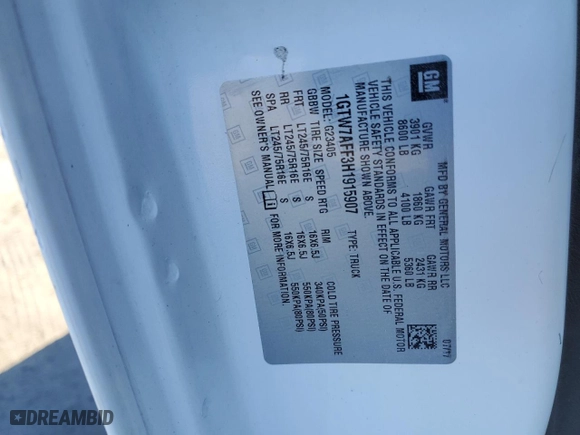 GM
MFD BY GENERAL MOTORS LLC
07/17
GVWR GAWR FRT GAWR RR
3901 KG 1860 KG 2431 KG
8600 LB 4100 LB 5360 LB
THIS VEHICLE CONFORMS TO ALL APPLICABLE U.S. FEDERAL MOTOR
VEHICLE SAFETY STANDARDS IN EFFECT ON THE DATE OF
MANUFACTURE SHOWN ABOVE.
1GTW7AFF3H1915907 TYPE: TRUCK
MODEL: G23405
GBBW TIRE SIZE SPEED RTG RIM COLD TIRE PRESSURE
FRT LT245/75R16E S 16X6.5J 340KPA(50PSI)
RR LT245/75R16E S 16X6.5J 550KPA(80PSI)
SPA LT245/75R16E S 16X6.5J 550KPA(80PSI)
SEE OWNER'S MANUAL FOR MORE INFORMATION.
DREAMBID